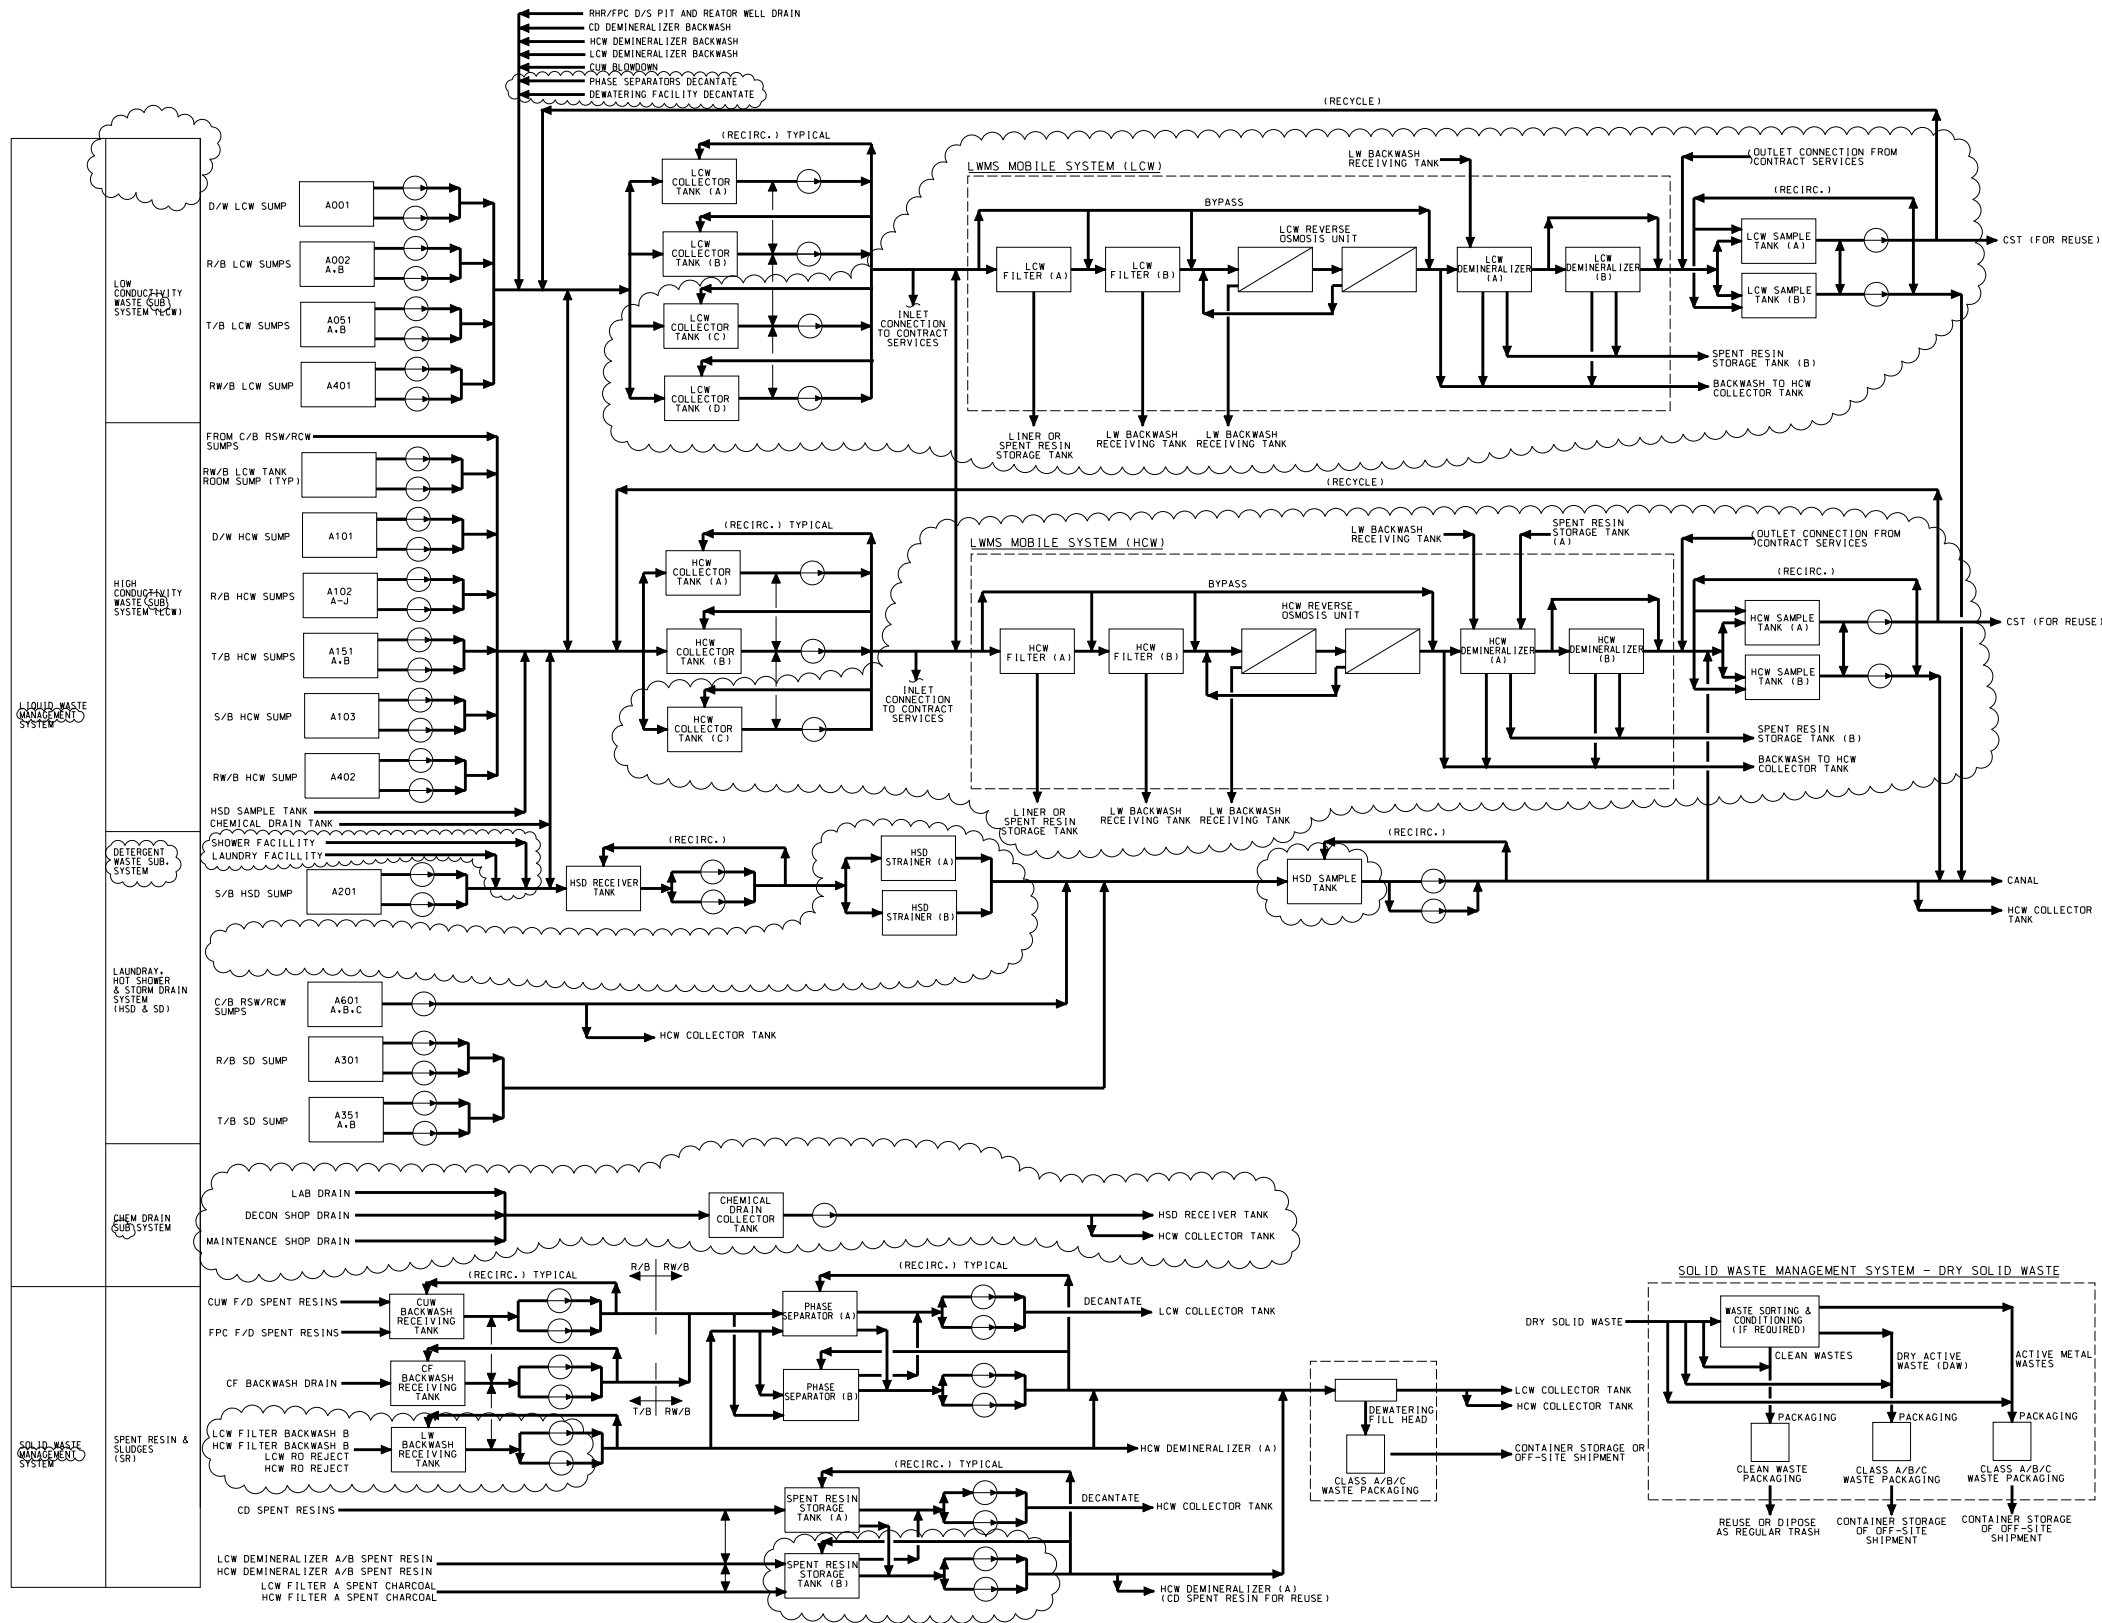 RHR/FPC D/S PIT AND REATOR WELL DRAIN
CD DEMINERALIZER BACKWASH
HCW DEMINERALIZER BACKWASH
LCW DEMINERALIZER BACKWASH
CUW BLOWDOWN
PHASE SEPARATORS DECANTATE
DEWATERING FACILITY DECANTATE
(RECYCLE)
LOW
CONDUCTIVITY
WASTE (SUB)
SYSTEM (LCW)
D/W LCW SUMP
A001
R/B LCW SUMPS
A002
A.B
T/B LCW SUMPS
A051
A.B
RW/B LCW SUMP
A401
(RECIRC.) TYPICAL
LCW
COLLECTOR
TANK (A)
LCW
COLLECTOR
TANK (B)
LCW
COLLECTOR
TANK (C)
LCW
COLLECTOR
TANK (D)
INLET
CONNECTION
TO CONTRACT
SERVICES
LWMS MOBILE SYSTEM (LCW)
BYPASS
LCW
FILTER (A)
LCW
FILTER (B)
LCW REVERSE
OSMOSIS UNIT
LW BACKWASH
RECEIVING TANK
LCW
DEMINERALIZER
(A)
LCW
DEMINERALIZER
(B)
OUTLET CONNECTION FROM
CONTRACT SERVICES
(RECIRC.)
LCW SAMPLE
TANK (A)
LCW SAMPLE
TANK (B)
CST (FOR REUSE)
SPENT RESIN
STORAGE TANK (B)
BACKWASH TO HCW
COLLECTOR TANK
LINER OR
SPENT RESIN
STORAGE TANK
LW BACKWASH
RECEIVING TANK
LW BACKWASH
RECEIVING TANK
HIGH
CONDUCTIVITY
WASTE (SUB)
SYSTEM (LCW)
FROM C/B RSW/RCW
SUMPS
RW/B LCW TANK
ROOM SUMP (TYP)
D/W HCW SUMP
A101
R/B HCW SUMPS
A102
A-J
T/B HCW SUMPS
A151
A.B
S/B HCW SUMP
A103
RW/B HCW SUMP
A402
HSD SAMPLE TANK
CHEMICAL DRAIN TANK
(RECYCLE)
(RECIRC.) TYPICAL
HCW
COLLECTOR
TANK (A)
HCW
COLLECTOR
TANK (B)
HCW
COLLECTOR
TANK (C)
INLET
CONNECTION
TO CONTRACT
SERVICES
LWMS MOBILE SYSTEM (HCW)
BYPASS
HCW
FILTER (A)
HCW
FILTER (B)
HCW REVERSE
OSMOSIS UNIT
LW BACKWASH
RECEIVING TANK
SPENT RESIN
STORAGE TANK
(A)
HCW
DEMINERALIZER
(A)
HCW
DEMINERALIZER
(B)
OUTLET CONNECTION FROM
CONTRACT SERVICES
(RECIRC.)
HCW SAMPLE
TANK (A)
HCW SAMPLE
TANK (B)
CST (FOR REUSE)
SPENT RESIN
STORAGE TANK (B)
BACKWASH TO HCW
COLLECTOR TANK
LINER OR
SPENT RESIN
STORAGE TANK
LW BACKWASH
RECEIVING TANK
LW BACKWASH
RECEIVING TANK
LIQUID WASTE
MANAGEMENT
SYSTEM
DETERGENT
WASTE SUB.
SYSTEM
SHOWER FACILLITY
LAUNDRY FACILLITY
S/B HSD SUMP
A201
HSD RECEIVER
TANK
(RECIRC.)
HSD
STRAINER (A)
HSD
STRAINER (B)
(RECIRC.)
HSD SAMPLE
TANK
CANAL
HCW COLLECTOR
TANK
LAUNDRAY,
HOT SHOWER
& STORM DRAIN
SYSTEM
(HSD & SD)
C/B RSW/RCW
SUMPS
A601
A.B.C
HCW COLLECTOR TANK
R/B SD SUMP
A301
T/B SD SUMP
A351
A.B
CHEM DRAIN
SUB SYSTEM
LAB DRAIN
DECON SHOP DRAIN
MAINTENANCE SHOP DRAIN
CHEMICAL
DRAIN
COLLECTOR
TANK
HSD RECEIVER TANK
HCW COLLECTOR TANK
SOLID WASTE
MANAGEMENT
SYSTEM
SPENT RESIN &
SLUDGES
(SR)
CUW F/D SPENT RESINS
FPC F/D SPENT RESINS
CUW
BACKWASH
RECEIVING
TANK
(RECIRC.) TYPICAL
R/B RW/B
CF BACKWASH DRAIN
CF
BACKWASH
RECEIVING
TANK
T/B RW/B
LCW FILTER BACKWASH B
HCW FILTER BACKWASH B
LCW RO REJECT
HCW RO REJECT
LW
BACKWASH
RECEIVING
TANK
(RECIRC.) TYPICAL
PHASE
SEPARATOR (A)
PHASE
SEPARATOR (B)
DECANTATE
LCW COLLECTOR TANK
HCW DEMINERALIZER (A)
(RECIRC.) TYPICAL
CD SPENT RESINS
SPENT RESIN
STORAGE
TANK (A)
DECANTATE
HCW COLLECTOR TANK
LCW DEMINERALIZER A/B SPENT RESIN
HCW DEMINERALIZER A/B SPENT RESIN
LCW FILTER A SPENT CHARCOAL
HCW FILTER A SPENT CHARCOAL
SPENT RESIN
STORAGE
TANK (B)
HCW DEMINERALIZER (A)
(CD SPENT RESIN FOR REUSE)
DEWATERING
FILL HEAD
CLASS A/B/C
WASTE PACKAGING
LCW COLLECTOR TANK
HCW COLLECTOR TANK
CONTAINER STORAGE OR
OFF-SITE SHIPMENT
SOLID WASTE MANAGEMENT SYSTEM - DRY SOLID WASTE
DRY SOLID WASTE
WASTE SORTING &
CONDITIONING
(IF REQUIRED)
CLEAN WASTES
DRY ACTIVE
WASTE (DAW)
ACTIVE METAL
WASTES
PACKAGING
PACKAGING
PACKAGING
CLEAN WASTE
PACKAGING
CLASS A/B/C
WASTE PACKAGING
CLASS A/B/C
WASTE PACKAGING
REUSE OR DIPOSE
AS REGULAR TRASH
CONTAINER STORAGE
OF OFF-SITE
SHIPMENT
CONTAINER STORAGE
OF OFF-SITE
SHIPMENT